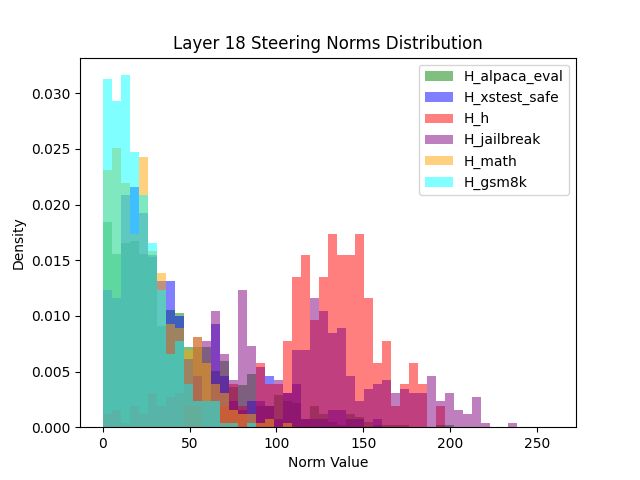 Layer 18 Steering Norms Distribution
H_alpaca_eval
H_xstest_safe
H_h
H_jailbreak
H_math
H_gsm8k
Density
0.030
0.025
0.020
0.015
0.010
0.005
0.000
0
50
100
150
200
250
Norm Value